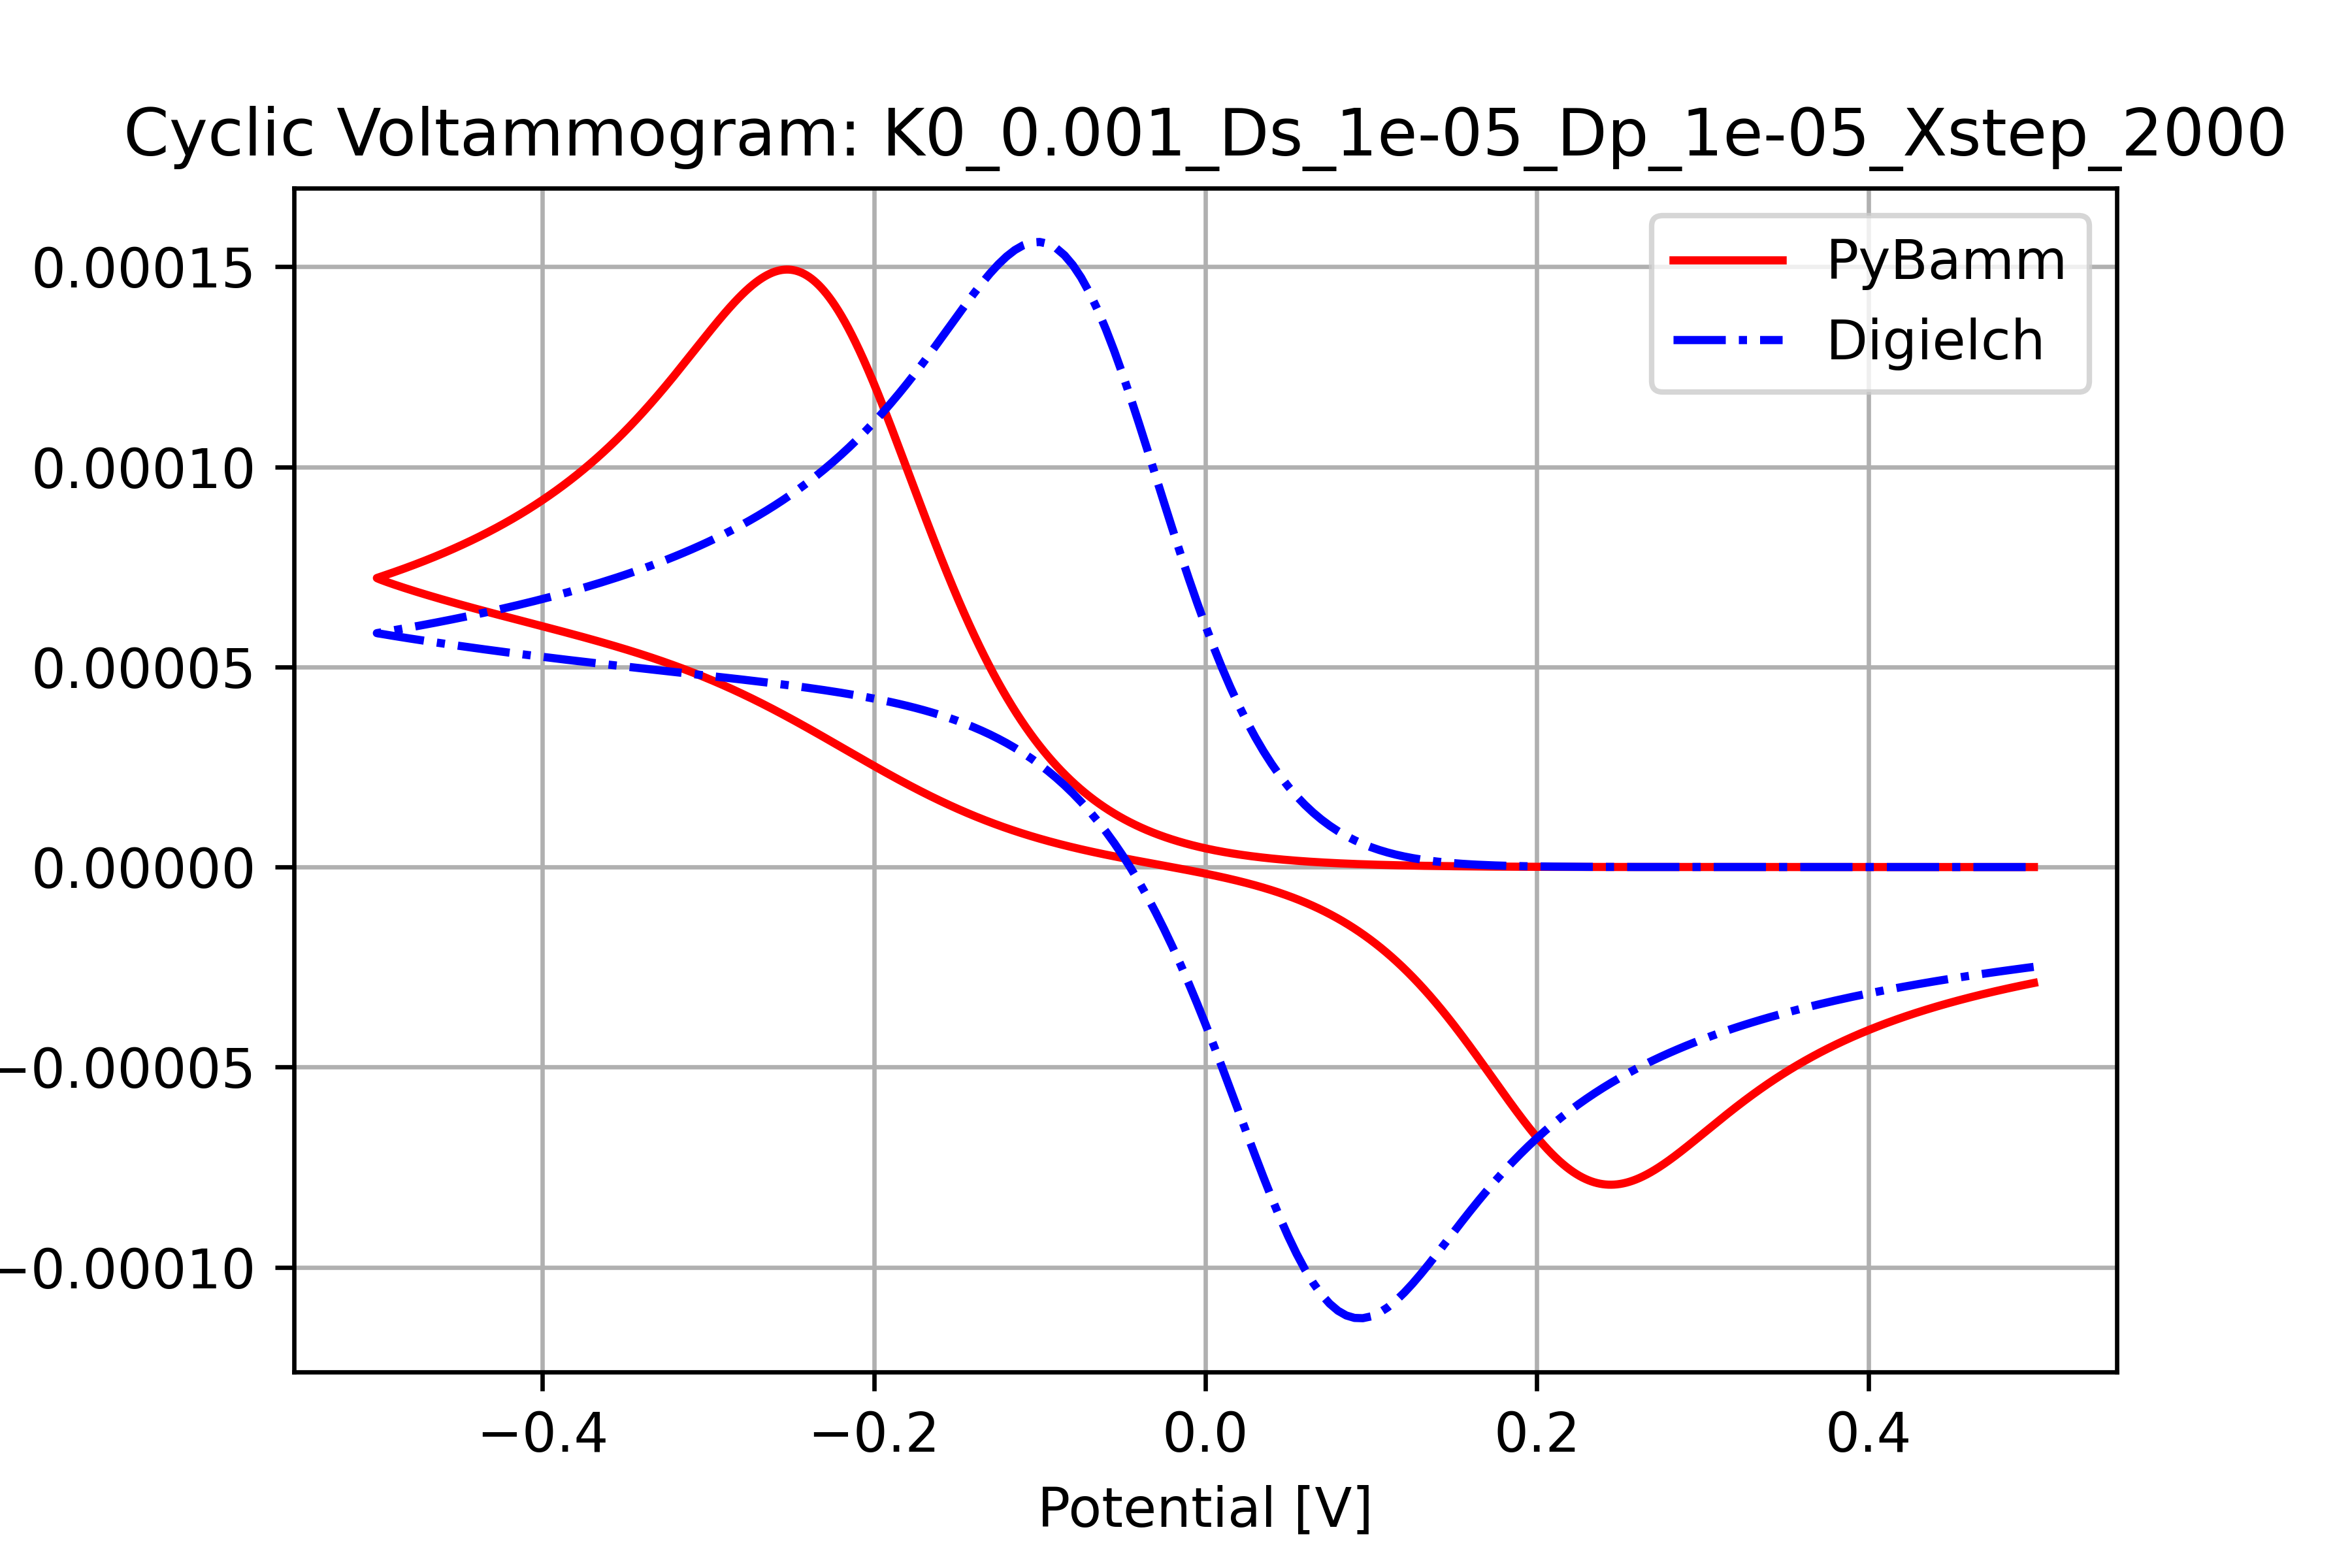 Cyclic Voltammogram: K0_0.001_Ds_1e-05_Dp_1e-05_Xstep_2000
PyBamm
Digielch
0.00015
0.00010
0.00005
0.00000
−0.00005
−0.00010
−0.4
−0.2
0.0
0.2
0.4
Potential [V]